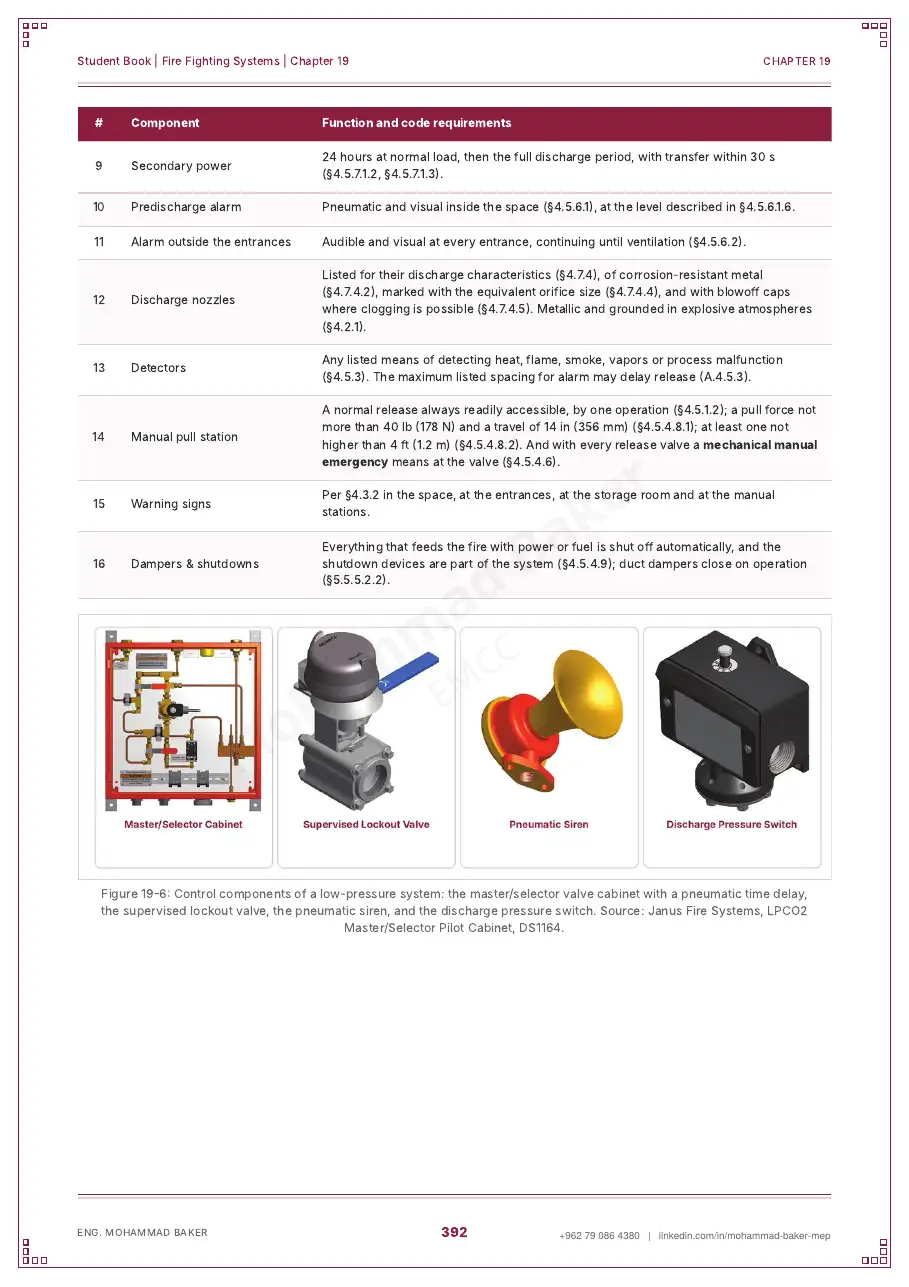 Student Book | Fire Fighting Systems | Chapter 19
CHAPTER 19
# Component Function and code requirements
9 Secondary power 24 hours at normal load, then the full discharge period, with transfer within 30 s
(§4.5.7.1.2, §4.5.7.1.3).
10 Predischarge alarm Pneumatic and visual inside the space (§4.5.6.1), at the level described in §4.5.6.1.6.
11 Alarm outside the entrances Audible and visual at every entrance, continuing until ventilation (§4.5.6.2).
12 Discharge nozzles Listed for their discharge characteristics (§4.7.4), of corrosion-resistant metal
(§4.7.4.2), marked with the equivalent orifice size (§4.7.4.4), and with blowoff caps
where clogging is possible (§4.7.4.5). Metallic and grounded in explosive atmospheres
(§4.2.1).
13 Detectors Any listed means of detecting heat, flame, smoke, vapors or process malfunction
(§4.5.3). The maximum listed spacing for alarm may delay release (A.4.5.3).
14 Manual pull station A normal release always readily accessible, by one operation (§4.5.1.2); a pull force not
more than 40 lb (178 N) and a travel of 14 in (356 mm) (§4.5.4.8.1); at least one not
higher than 4 ft (1.2 m) (§4.5.4.8.2). And with every release valve a mechanical manual
emergency means at the valve (§4.5.4.6).
15 Warning signs Per §4.3.2 in the space, at the entrances, at the storage room and at the manual
stations.
16 Dampers & shutdowns Everything that feeds the fire with power or fuel is shut off automatically, and the
shutdown devices are part of the system (§4.5.4.9); duct dampers close on operation
(§5.5.5.2.2).
Master/Selector Cabinet
Supervised Lockout Valve
Pneumatic Siren
Discharge Pressure Switch
Figure 19-6: Control components of a low-pressure system: the master/selector valve cabinet with a pneumatic time delay,
the supervised lockout valve, the pneumatic siren, and the discharge pressure switch. Source: Janus Fire Systems, LPCO2
Master/Selector Pilot Cabinet, DS1164.
EMCC
ENG. MOHAMMAD BAKER
392
+962 79 086 4380 | linkedin.com/in/mohammad-baker-mep